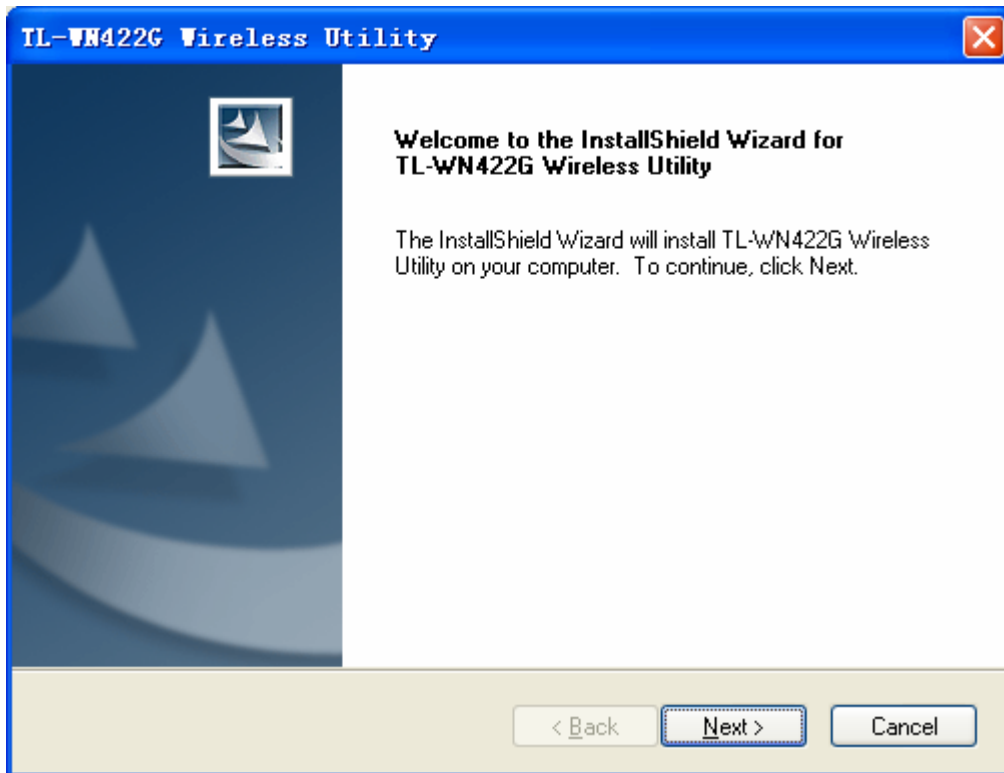 TL-WN422G Wireless Utility
Welcome to the InstallShield Wizard for
TL-WN422G Wireless Utility
The InstallShield Wizard will install TL-WN422G Wireless
Utility on your computer.  To continue, click Next.
< Back
Next >
Cancel